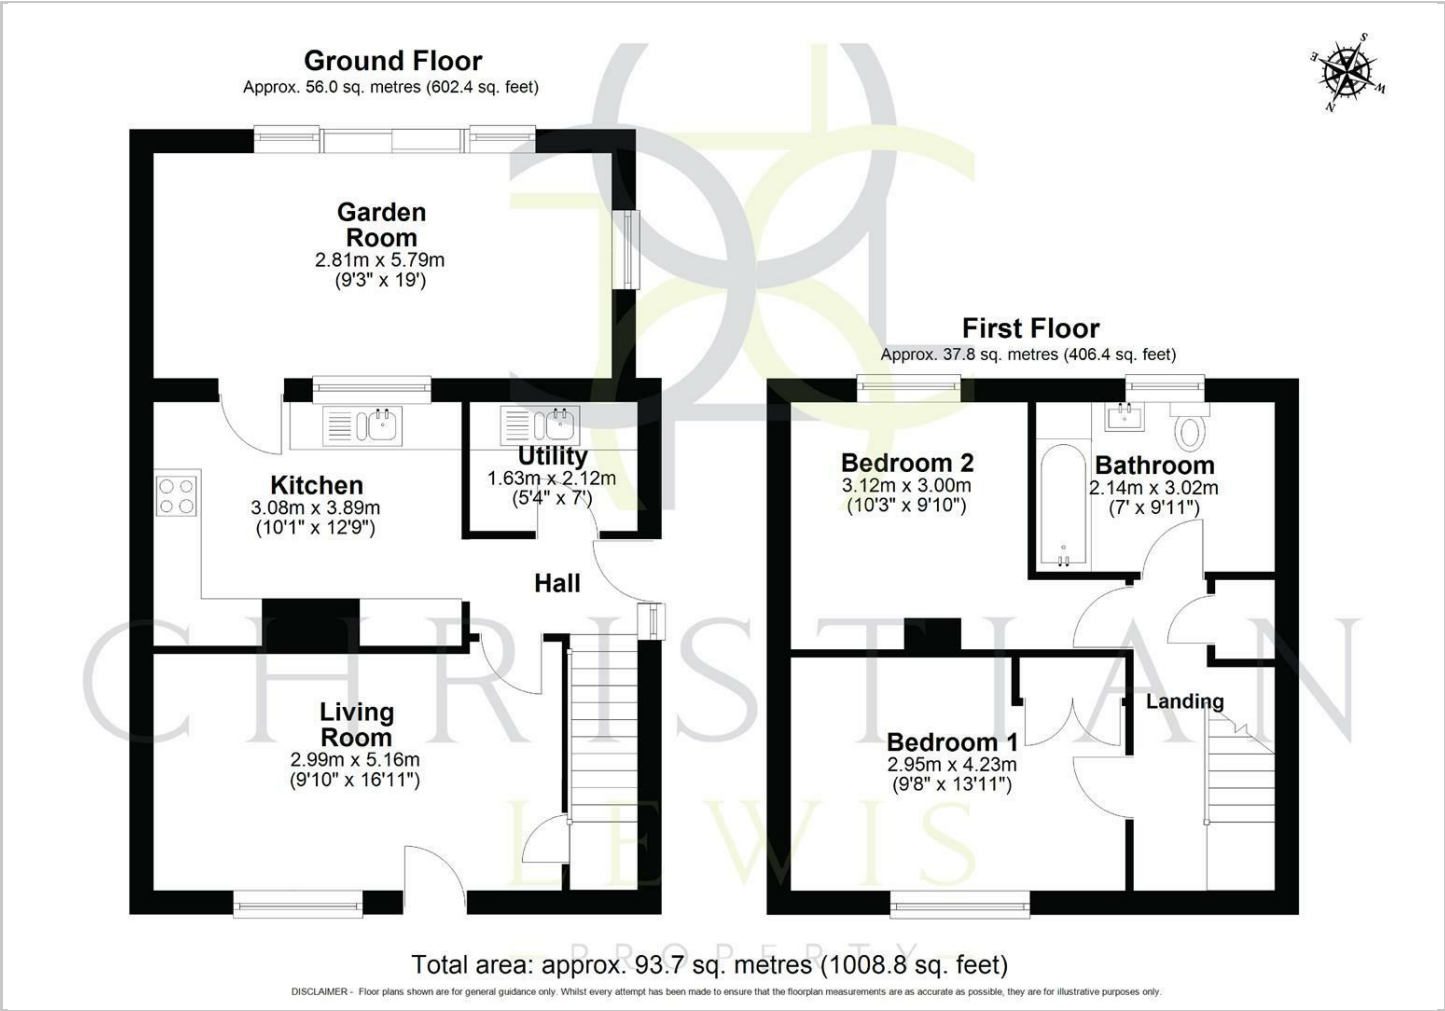 Ground Floor
Approx. 56.0 sq. metres (602.4 sq. feet)
S
E
W
N
Garden
Room
2.81m x 5.79m
(9'3" x 19')
First Floor
Approx. 37.8 sq. metres (406.4 sq. feet)
Kitchen
3.08m x 3.89m
(10'1" x 12'9")
Utility
1.63m x 2.12m
(5'4" x 7')
Hall
Bedroom 2
3.12m x 3.00m
(10'3" x 9'10")
Bathroom
2.14m x 3.02m
(7' x 9'11")
CHRISTIAN
Living
Room
2.99m x 5.16m
(9'10" x 16'11")
Landing
Bedroom 1
2.95m x 4.23m
(9'8" x 13'11")
LEWIS
PROPERTY
Total area: approx. 93.7 sq. metres (1008.8 sq. feet)
DISCLAIMER - Floor plans shown are for general guidance only. Whilst every attempt has been made to ensure that the floorplan measurements are as accurate as possible, they are for illustrative purposes only.